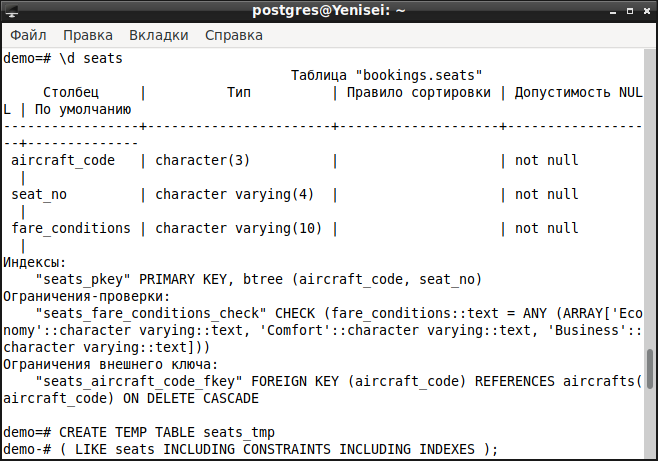 postgres@Yenisei: ~
Файл Правка Вкладки Справка
demo=# \d seats
Таблица "bookings.seats"
Столбец | Тип | Правило сортировки | Допустимость NUL
L | По умолчанию
----------------+-----------------------+--------------------+-----------------
--+--------------
aircraft_code | character(3) | | not null
|
seat_no | character varying(4) | | not null
|
fare_conditions | character varying(10) | | not null
|
Индексы:
"seats_pkey" PRIMARY KEY, btree (aircraft_code, seat_no)
Ограничения-проверки:
"seats_fare_conditions_check" CHECK (fare_conditions::text = ANY (ARRAY['Eco
nomy'::character varying::text, 'Comfort'::character varying::text, 'Business'::
character varying::text]))
Ограничения внешнего ключа:
"seats_aircraft_code_fkey" FOREIGN KEY (aircraft_code) REFERENCES aircrafts(
aircraft_code) ON DELETE CASCADE
demo=# CREATE TEMP TABLE seats_tmp
demo-# ( LIKE seats INCLUDING CONSTRAINTS INCLUDING INDEXES );